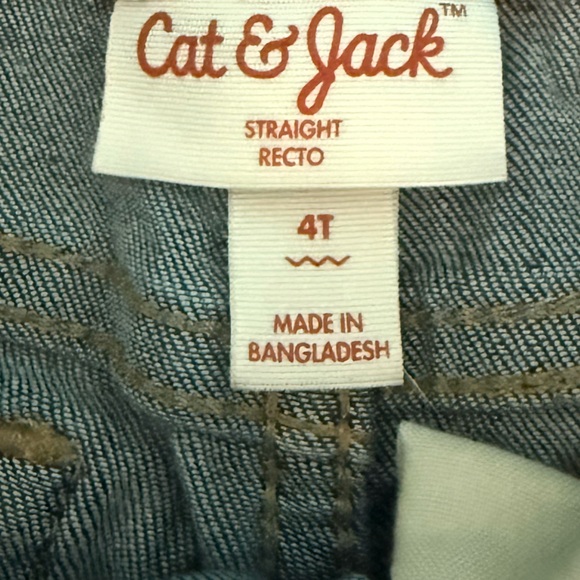 Cat & Jack™
STRAIGHT
RECTO
4T
MADE IN
BANGLADESH